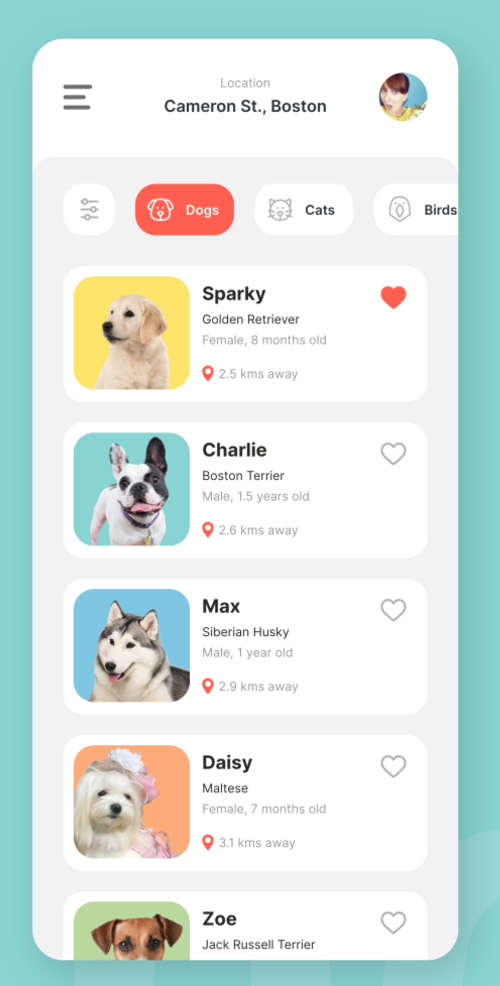 Location
Cameron St., Boston
Dogs
Cats
Birds
Sparky
Golden Retriever
Female, 8 months old
2.5 kms away
Charlie
Boston Terrier
Male, 1.5 years old
2.6 kms away
Max
Siberian Husky
Male, 1 year old
2.9 kms away
Daisy
Maltese
Female, 7 months old
3.1 kms away
Zoe
Jack Russell Terrier